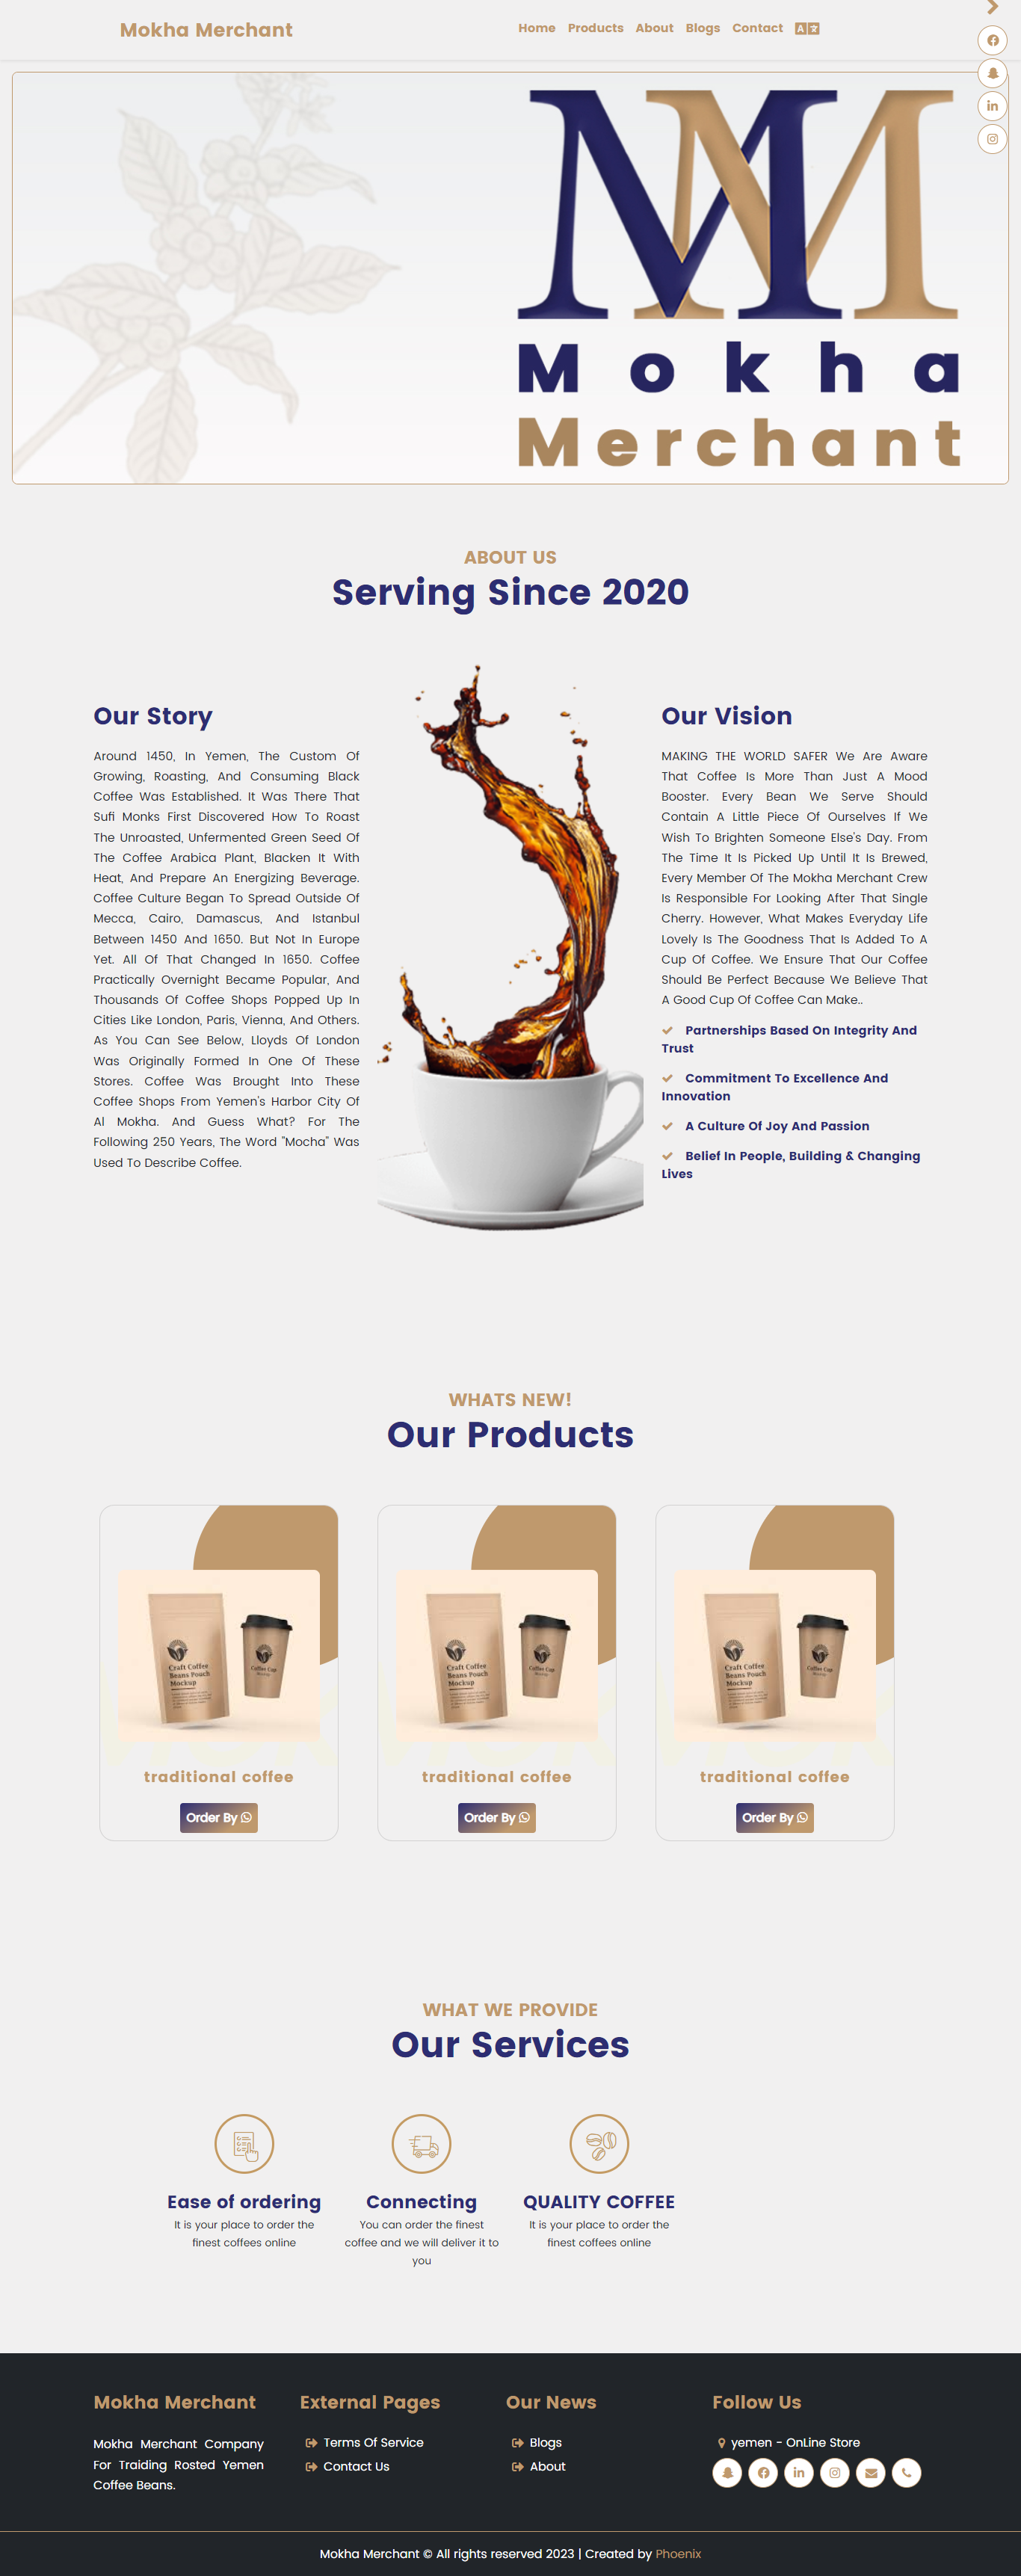 Mokha Merchant
Home Products About Blogs Contact
Mokha
Merchant
ABOUT US
Serving Since 2020
Our Story
Around 1450, In Yemen, The Custom Of
Growing, Roasting, And Consuming Black
Coffee Was Established. It Was There That
Sufi Monks First Discovered How To Roast
The Unroasted, Unfermented Green Seed Of
The Coffee Arabica Plant, Blacken It With
Heat, And Prepare An Energizing Beverage.
Coffee Culture Began To Spread Outside Of
Mecca, Cairo, Damascus, And Istanbul
Between 1450 And 1650. But Not In Europe
Yet. All Of That Changed In 1650. Coffee
Practically Overnight Became Popular, And
Thousands Of Coffee Shops Popped Up In
Cities Like London, Paris, Vienna, And Others.
As You Can See Below, Lloyds Of London
Was Originally Formed In One Of These
Stores. Coffee Was Brought Into These
Coffee Shops From Yemen's Harbor City Of
Al Mokha. And Guess What? For The
Following 250 Years, The Word "Mocha" Was
Used To Describe Coffee.
Our Vision
MAKING THE WORLD SAFER We Are Aware
That Coffee Is More Than Just A Mood
Booster. Every Bean We Serve Should
Contain A Little Piece Of Ourselves If We
Wish To Brighten Someone Else's Day. From
The Time It Is Picked Up Until It Is Brewed,
Every Member Of The Mokha Merchant Crew
Is Responsible For Looking After That Single
Cherry. However, What Makes Everyday Life
Lovely Is The Goodness That Is Added To A
Cup Of Coffee. We Ensure That Our Coffee
Should Be Perfect Because We Believe That
A Good Cup Of Coffee Can Make..
Partnerships Based On Integrity And
Trust
Commitment To Excellence And
Innovation
A Culture Of Joy And Passion
Belief In People, Building & Changing
Lives
WHATS NEW!
Our Products
Craft Coffee
Beans Pouch
Mockup
Coffee Cup
traditional coffee
Order By
Craft Coffee
Beans Pouch
Mockup
Coffee Cup
traditional coffee
Order By
Craft Coffee
Beans Pouch
Mockup
Coffee Cup
traditional coffee
Order By
WHAT WE PROVIDE
Our Services
Ease of ordering
It is your place to order the
finest coffees online
Connecting
You can order the finest
coffee and we will deliver it to
you
QUALITY COFFEE
It is your place to order the
finest coffees online
Mokha Merchant
Mokha Merchant Company
For Traiding Rosted Yemen
Coffee Beans.
External Pages
Terms Of Service
Contact Us
Our News
Blogs
About
Follow Us
yemen - OnLine Store
Mokha Merchant © All rights reserved 2023 | Created by Phoenix